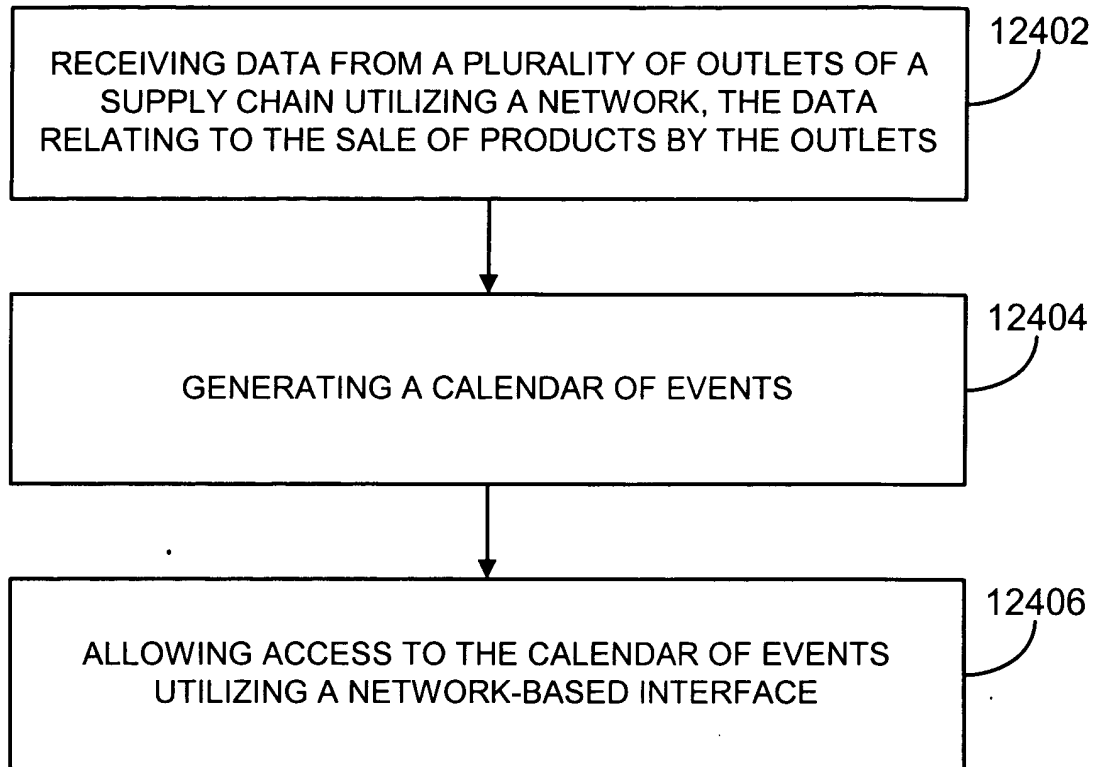 12402
RECEIVING DATA FROM A PLURALITY OF OUTLETS OF A
SUPPLY CHAIN UTILIZING A NETWORK, THE DATA
RELATING TO THE SALE OF PRODUCTS BY THE OUTLETS
12404
GENERATING A CALENDAR OF EVENTS
12406
ALLOWING ACCESS TO THE CALENDAR OF EVENTS
UTILIZING A NETWORK-BASED INTERFACE